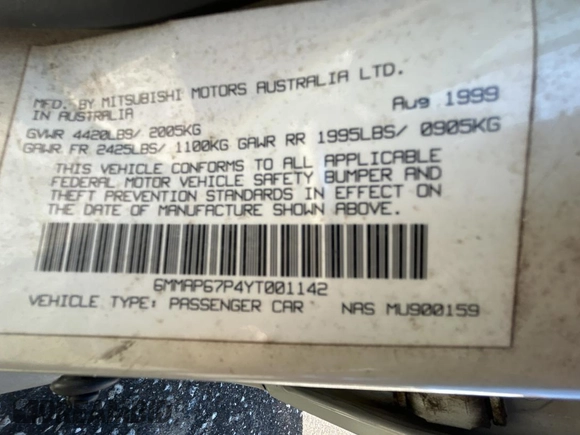 MFD. BY MITSUBISHI MOTORS AUSTRALIA LTD.
IN AUSTRALIA Aug 1999
GVWR 4420LBS/ 2005KG
GAWR FR 2425LBS/ 1100KG GAWR RR 1995LBS/ 0905KG
THIS VEHICLE CONFORMS TO ALL APPLICABLE
FEDERAL MOTOR VEHICLE SAFETY BUMPER AND
THEFT PREVENTION STANDARDS IN EFFECT ON
THE DATE OF MANUFACTURE SHOWN ABOVE.
6MMAP67P4YT001142
VEHICLE TYPE: PASSENGER CAR NAS MU900159